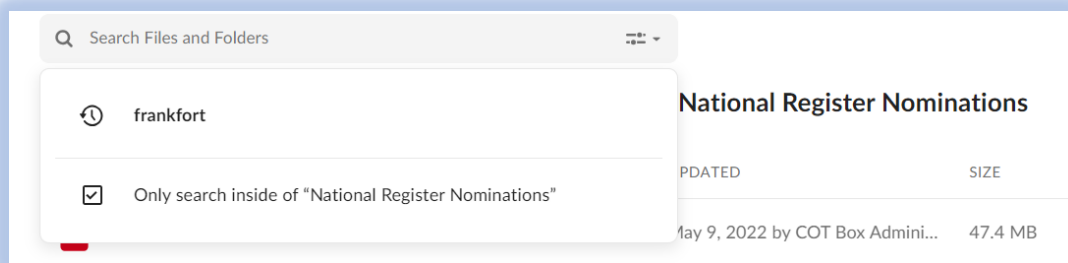 Search Files and Folders
frankfort
National Register Nominations
PDATED SIZE
Only search inside of “National Register Nominations”
May 9, 2022 by COT Box Admini... 47.4 MB